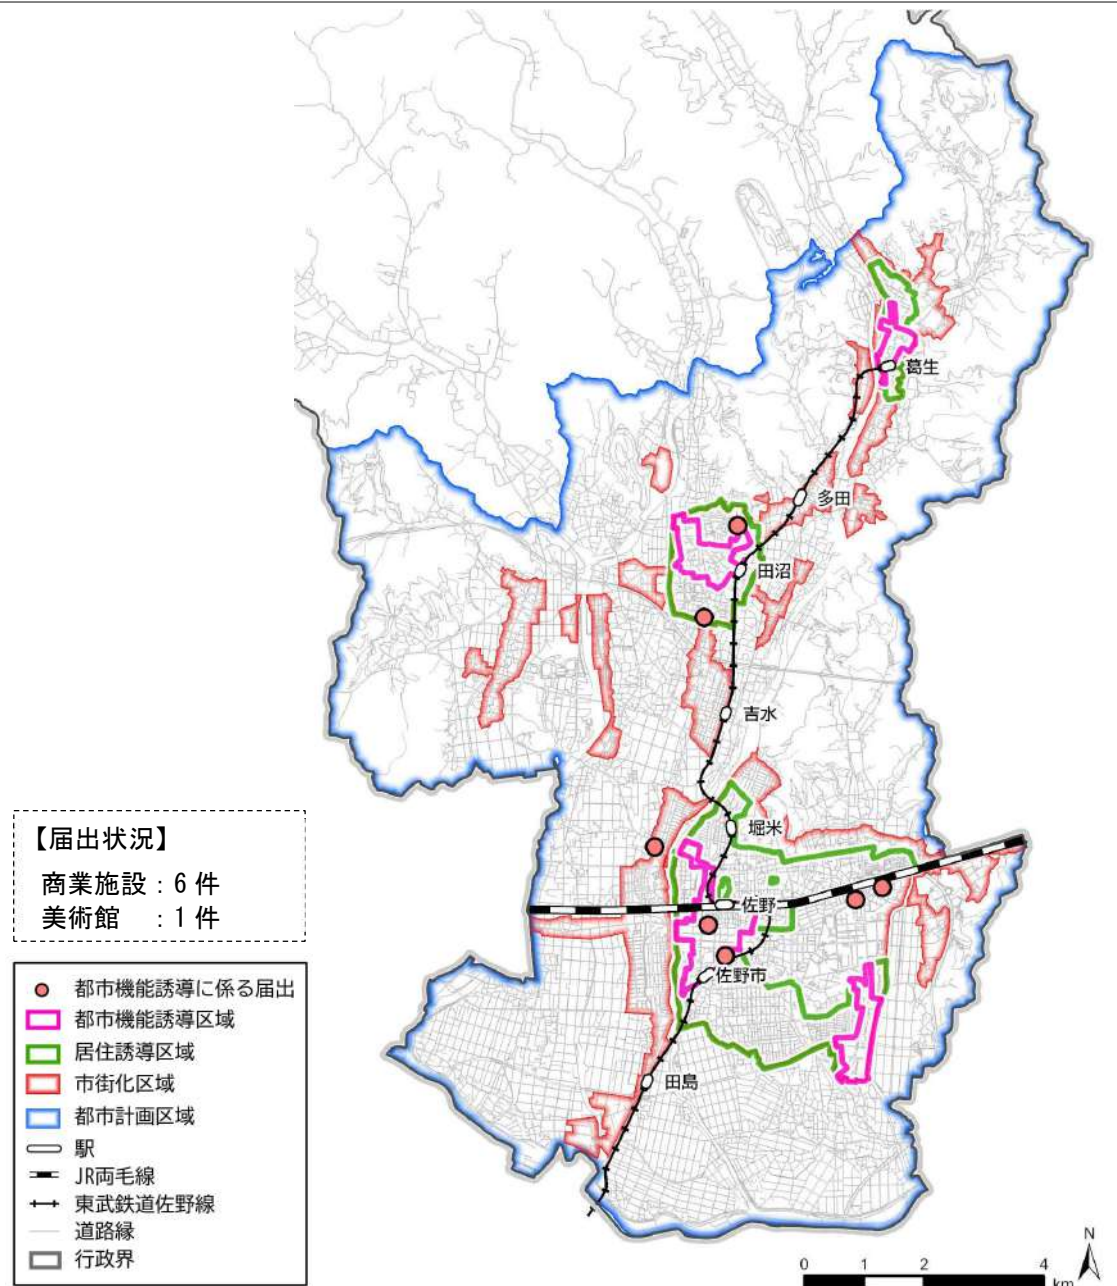 葛生
多田
田沼
吉水
堀米
佐野
佐野市
田島
【届出状況】
商業施設：6件
美術館　：1件
都市機能誘導に係る届出
都市機能誘導区域
居住誘導区域
市街化区域
都市計画区域
駅
JR両毛線
東武鉄道佐野線
道路縁
行政界
N
0 1 2 4
km